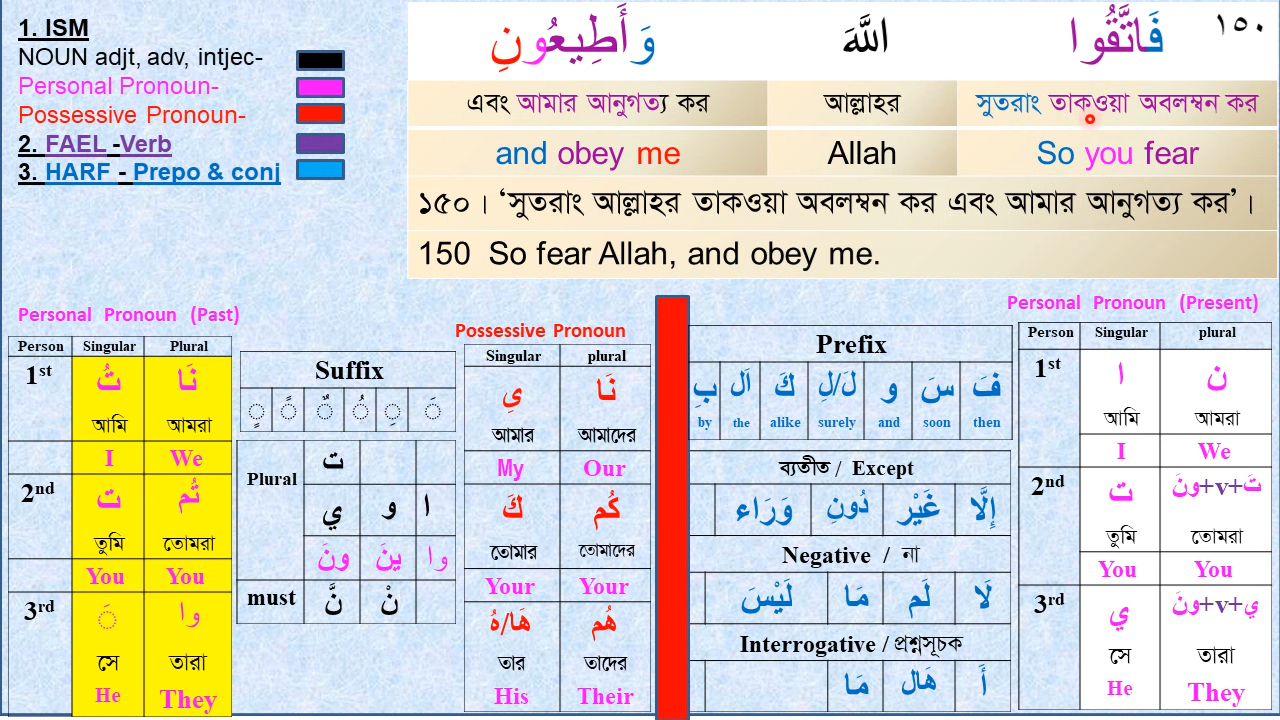 1. ISM
NOUN adjt, adv, intjec-
Personal Pronoun-
Possessive Pronoun-
2. FAEL -Verb
3. HARF - Prepo & conj
١٥٠ فَاتَّقُوا اللَّهَ وَأَطِيعُونِ
এবং আমার আনুগত্য কর আল্লাহর সুতরাং তাকওয়া অবলম্বন কর
and obey me Allah So you fear
১৫০। ‘সুতরাং আল্লাহর তাকওয়া অবলম্বন কর এবং আমার আনুগত্য কর’।
150 So fear Allah, and obey me.
Personal Pronoun (Past)
Person Singular Plural
1st تُ نَا
আমি আমরা
I We
2nd ت تُم
তুমি তোমরা
You You
3rd َ وا
সে তারা
He They
Suffix
ٍ ً ٌ ُ ِ َ
Plural ت
ي و ا
ونَ ينَ وا
must نَّ نْ
Possessive Pronoun
Singular plural
يِ نَا
আমার আমাদের
My Our
كَ كُم
তোমার তোমাদের
Your Your
هَا/هُ هُم
তার তাদের
His Their
Prefix
بِ اَل كَ لَ/لِ و سَ فَ
by the alike surely and soon then
ব্যতীত / Except
وَرَاء دُونِ غَيْر إِلَّا
Negative / না
لَيْسَ مَا لَم لَا
Interrogative / প্রশ্নসূচক
مَا هَال أَ
Personal Pronoun (Present)
Person Singular plural
1st ا ن
আমি আমরা
I We
2nd ت تَ+v+ونَ
তুমি তোমরা
You You
3rd ي ي+v+ونَ
সে তারা
He They